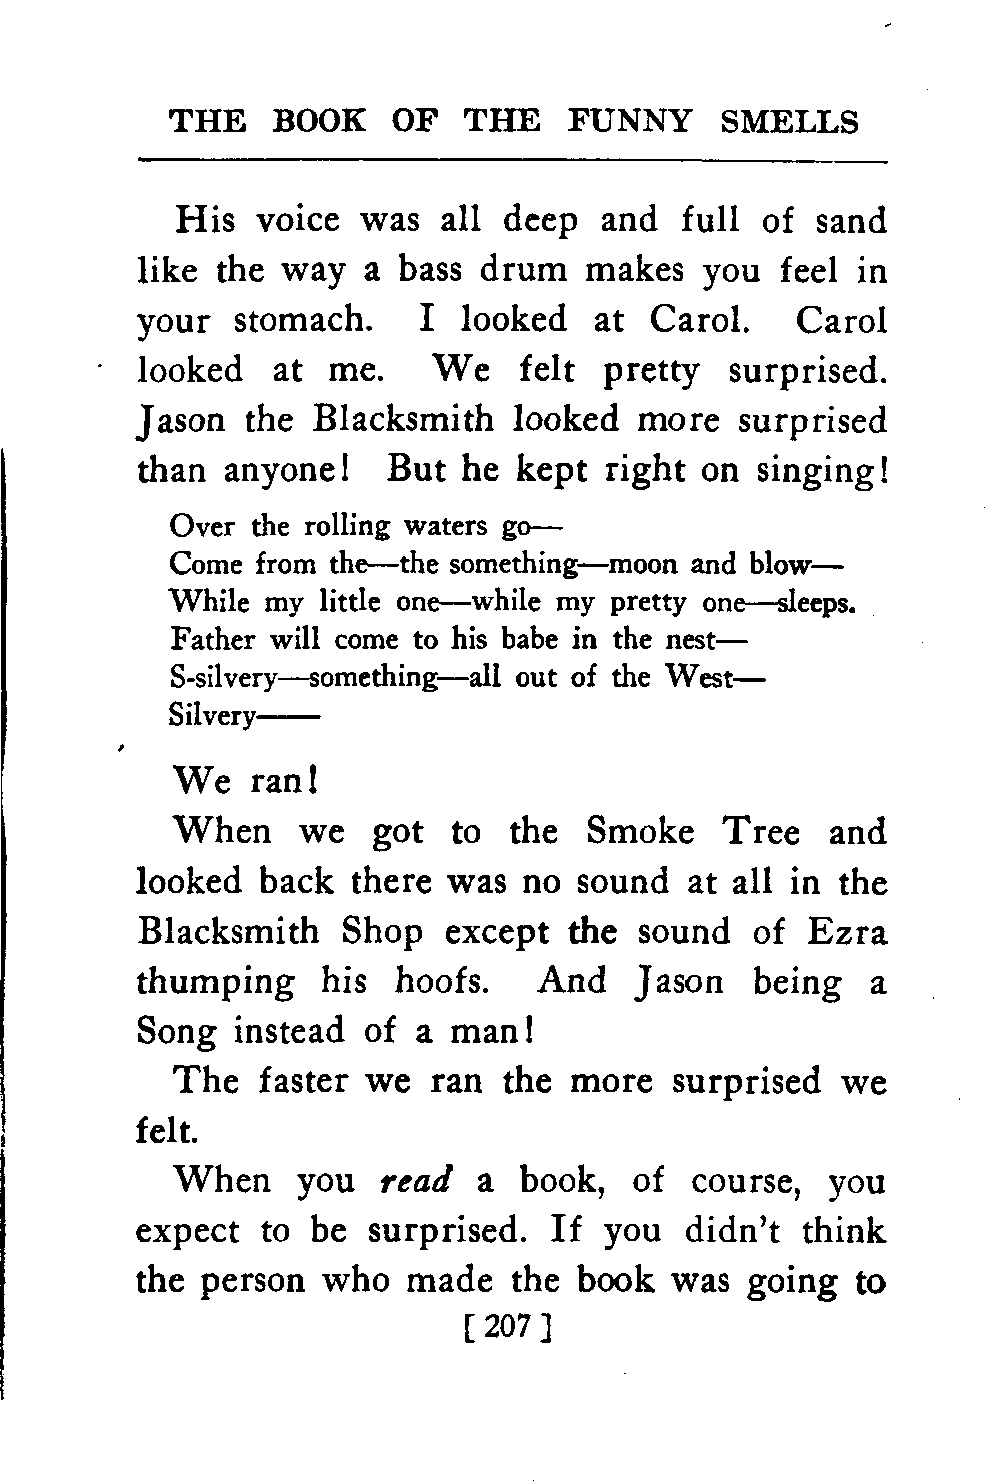 THE BOOK OF THE FUNNY SMELLS
His voice was all deep and full of sand
like the way a bass drum makes you feel in
your stomach. I looked at Carol. Carol
looked at me. We felt pretty surprised.
Jason the Blacksmith looked more surprised
than anyone! But he kept right on singing!
Over the rolling waters go—
Come from the—the something—moon and blow—
While my little one—while my pretty one—sleeps.
Father will come to his babe in the nest—
S-silvery—something—all out of the West—
Silvery——
We ran!
When we got to the Smoke Tree and
looked back there was no sound at all in the
Blacksmith Shop except the sound of Ezra
thumping his hoofs. And Jason being a
Song instead of a man!
The faster we ran the more surprised we
felt.
When you read a book, of course, you
expect to be surprised. If you didn't think
the person who made the book was going to
[ 207 ]